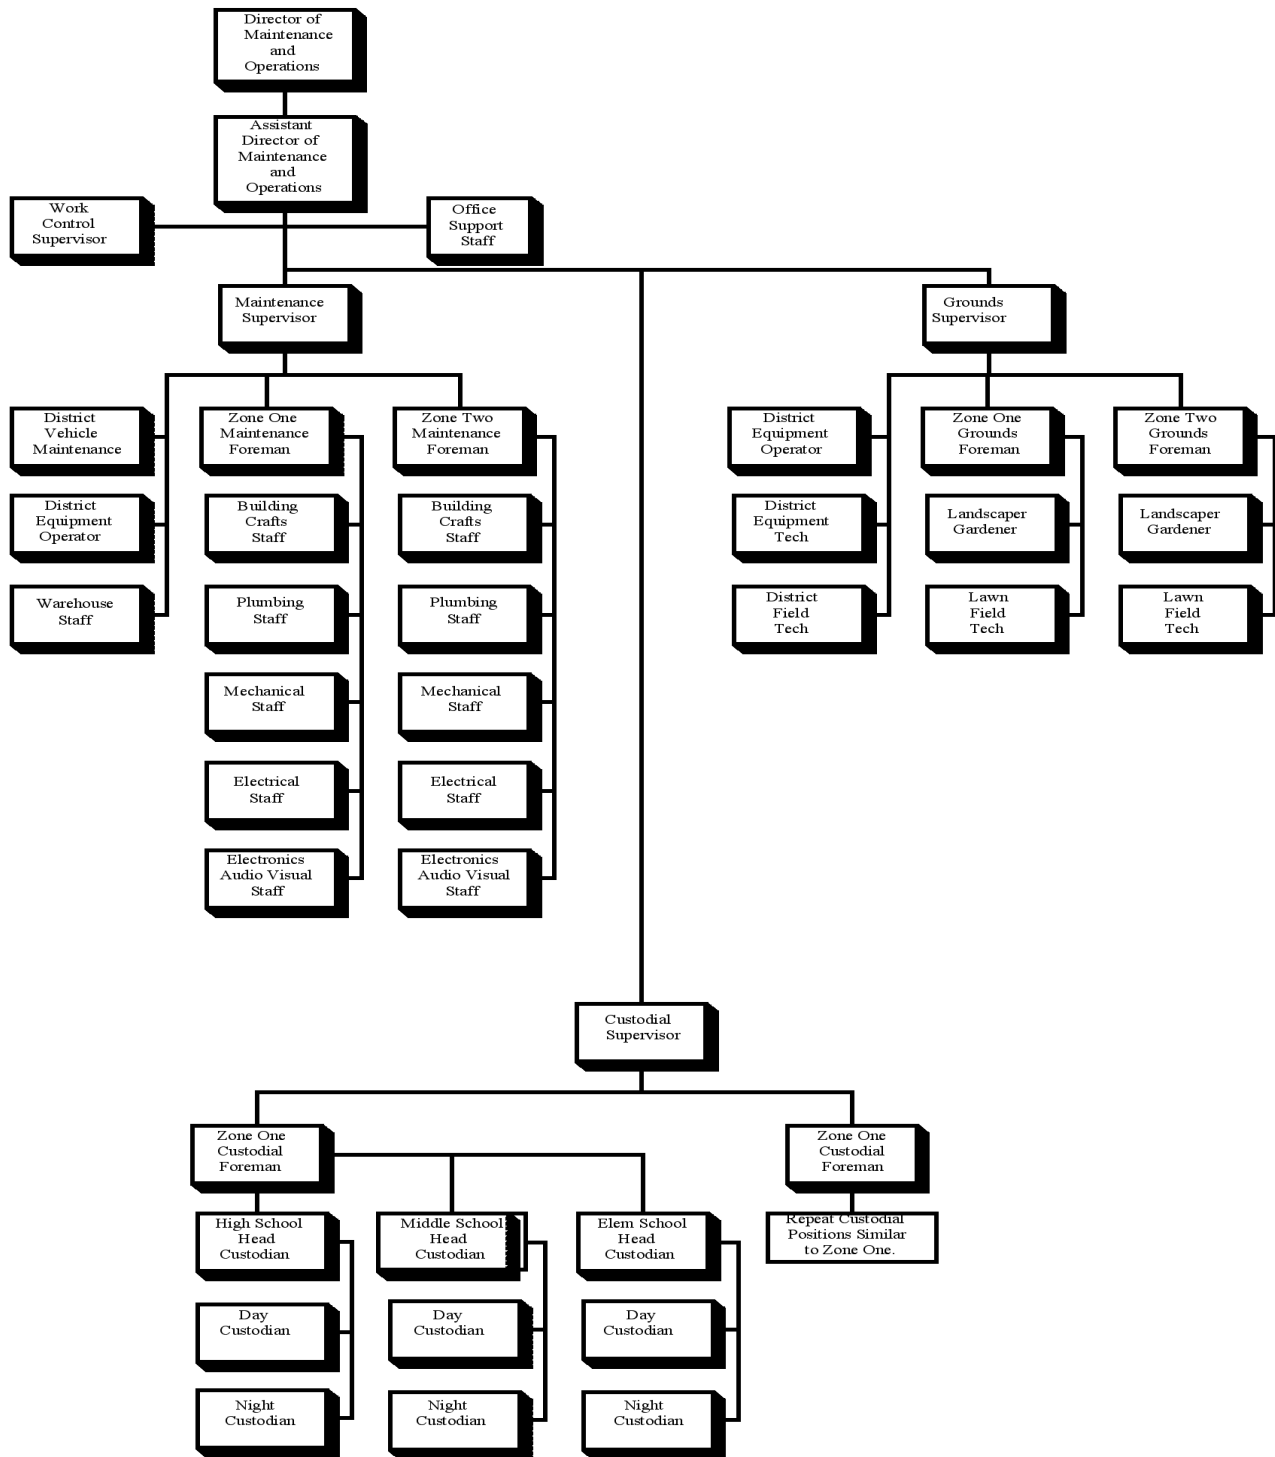 Director of
Maintenance
and
Operations
Assistant
Director of
Maintenance
and
Operations
Work
Control
Supervisor
Office
Support
Staff
Maintenance
Supervisor
Grounds
Supervisor
District
Vehicle
Maintenance
Zone One
Maintenance
Foreman
Zone Two
Maintenance
Foreman
District
Equipment
Operator
Zone One
Grounds
Foreman
Zone Two
Grounds
Foreman
District
Equipment
Operator
Building
Crafts
Staff
Building
Crafts
Staff
District
Equipment
Tech
Landscaper
Gardener
Landscaper
Gardener
Warehouse
Staff
Plumbing
Staff
Plumbing
Staff
District
Field
Tech
Lawn
Field
Tech
Lawn
Field
Tech
Mechanical
Staff
Mechanical
Staff
Electrical
Staff
Electrical
Staff
Electronics
Audio Visual
Staff
Electronics
Audio Visual
Staff
Custodial
Supervisor
Zone One
Custodial
Foreman
Zone One
Custodial
Foreman
High School
Head
Custodian
Middle School
Head
Custodian
Elem School
Head
Custodian
Repeat Custodial
Positions Similar
to Zone One.
Day
Custodian
Day
Custodian
Day
Custodian
Night
Custodian
Night
Custodian
Night
Custodian